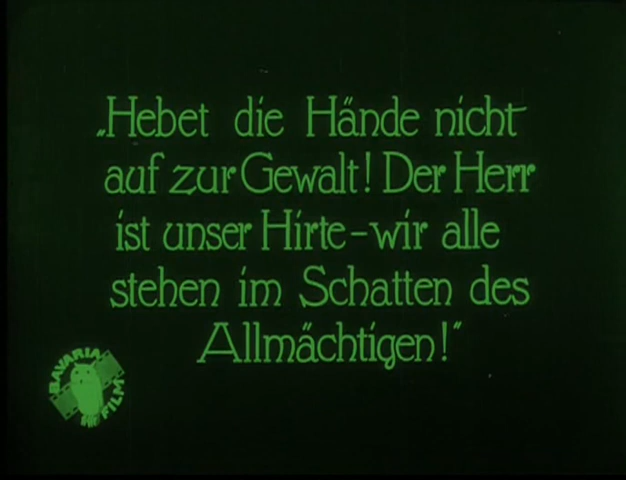 „Hebet die Hände nicht
auf zur Gewalt! Der Herr
ist unser Hirte - wir alle
stehen im Schatten des
Allmächtigen!"
BAVARIA
FILM